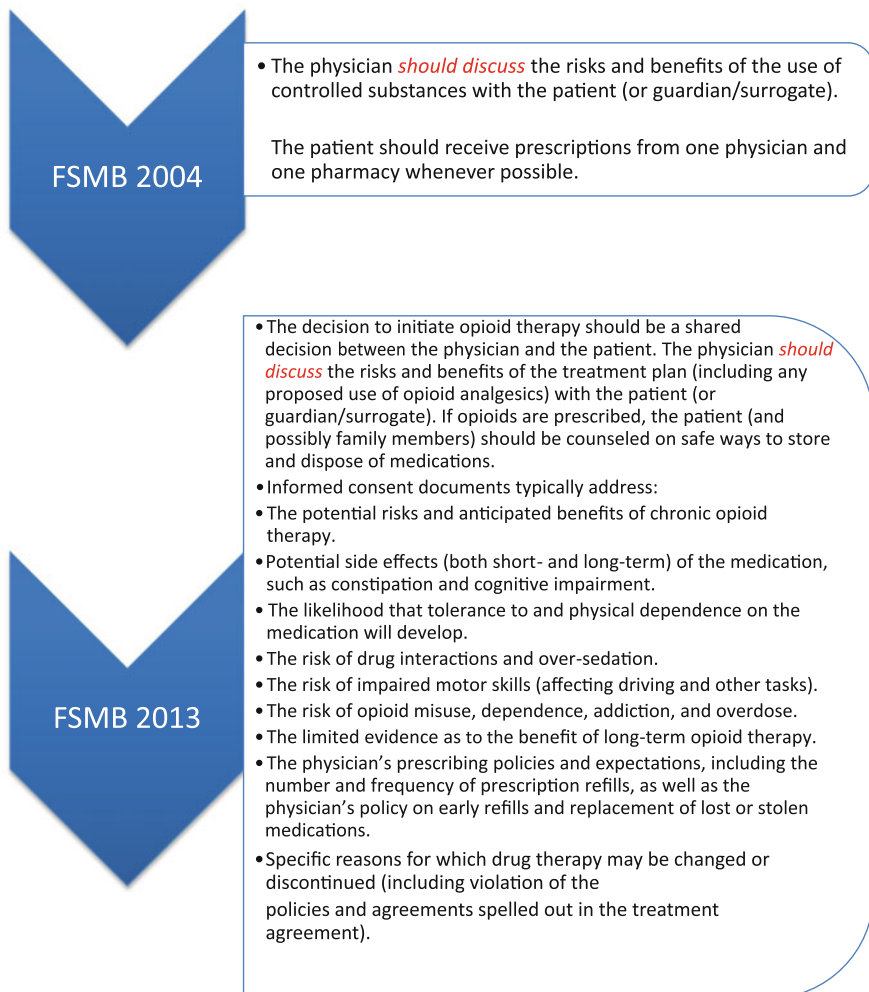 FSMB 2004
• The physician should discuss the risks and benefits of the use of
controlled substances with the patient (or guardian/surrogate).
The patient should receive prescriptions from one physician and
one pharmacy whenever possible.
FSMB 2013
• The decision to initiate opioid therapy should be a shared
decision between the physician and the patient. The physician should
discuss the risks and benefits of the treatment plan (including any
proposed use of opioid analgesics) with the patient (or
guardian/surrogate). If opioids are prescribed, the patient (and
possibly family members) should be counseled on safe ways to store
and dispose of medications.
• Informed consent documents typically address:
• The potential risks and anticipated benefits of chronic opioid
therapy.
• Potential side effects (both short- and long-term) of the medication,
such as constipation and cognitive impairment.
• The likelihood that tolerance to and physical dependence on the
medication will develop.
• The risk of drug interactions and over-sedation.
• The risk of impaired motor skills (affecting driving and other tasks).
• The risk of opioid misuse, dependence, addiction, and overdose.
• The limited evidence as to the benefit of long-term opioid therapy.
• The physician's prescribing policies and expectations, including the
number and frequency of prescription refills, as well as the
physician's policy on early refills and replacement of lost or stolen
medications.
• Specific reasons for which drug therapy may be changed or
discontinued (including violation of the
policies and agreements spelled out in the treatment
agreement).